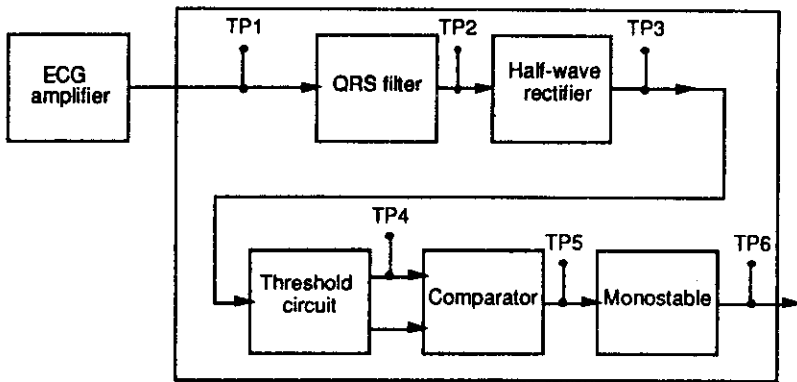 TP1
TP2
TP3
ECG
amplifier
QRS filter
Half-wave
rectifier
TP4
TP5
TP6
Threshold
circuit
Comparator
Monostable